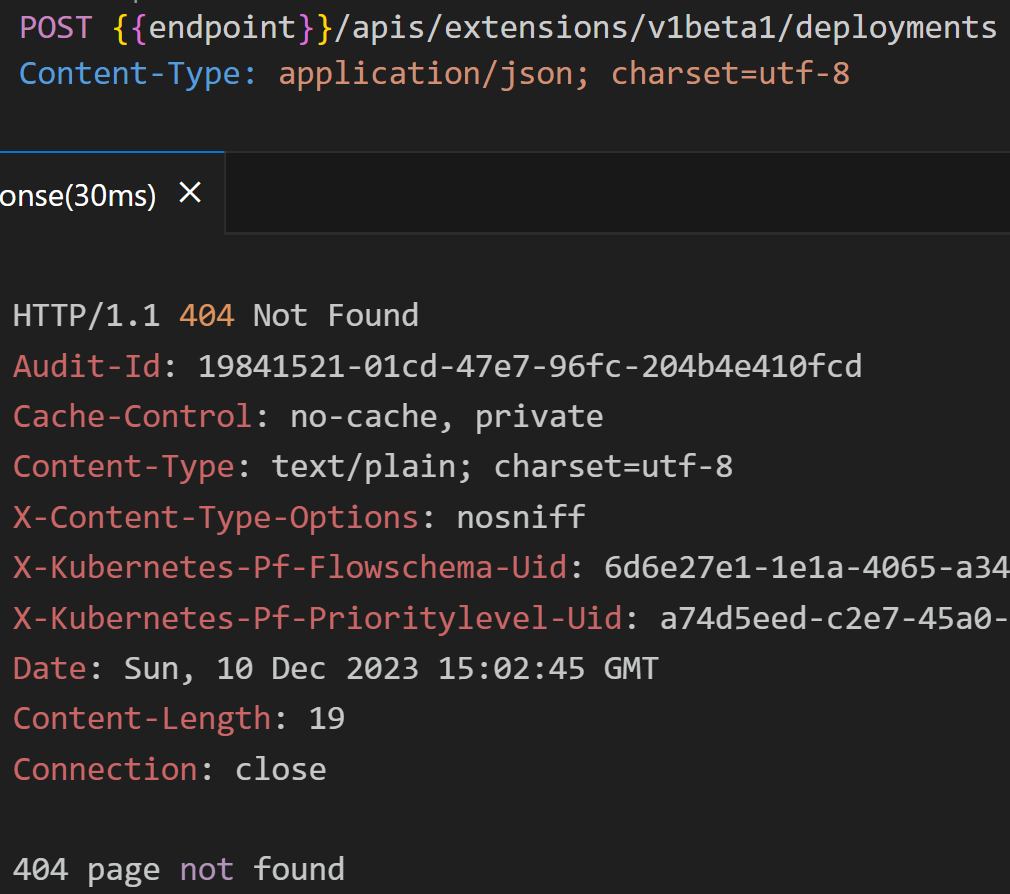 POST {{endpoint}}/apis/extensions/v1beta1/deployments
Content-Type: application/json; charset=utf-8
onse(30ms) ×
HTTP/1.1 404 Not Found
Audit-Id: 19841521-01cd-47e7-96fc-204b4e410fcd
Cache-Control: no-cache, private
Content-Type: text/plain; charset=utf-8
X-Content-Type-Options: nosniff
X-Kubernetes-Pf-Flowschema-Uid: 6d6e27e1-1e1a-4065-a34
X-Kubernetes-Pf-Prioritylevel-Uid: a74d5eed-c2e7-45a0-
Date: Sun, 10 Dec 2023 15:02:45 GMT
Content-Length: 19
Connection: close
404 page not found